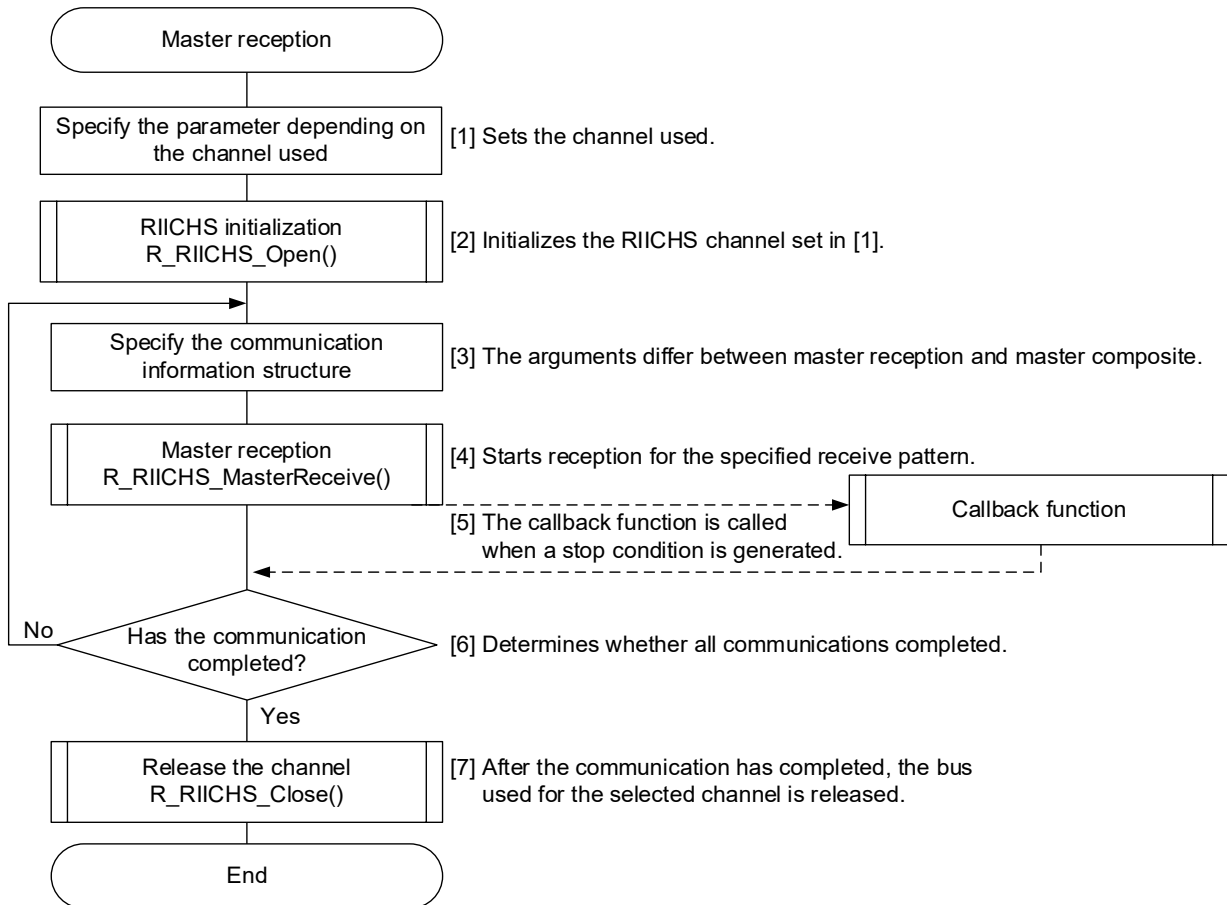 Master reception
Specify the parameter depending on
the channel used
[1] Sets the channel used.
RIICHS initialization
R_RIICHS_Open()
[2] Initializes the RIICHS channel set in [1].
Specify the communication
information structure
[3] The arguments differ between master reception and master composite.
Master reception
R_RIICHS_MasterReceive()
[4] Starts reception for the specified receive pattern.
[5] The callback function is called
when a stop condition is generated.
Callback function
No
Has the communication
completed?
[6] Determines whether all communications completed.
Yes
Release the channel
R_RIICHS_Close()
[7] After the communication has completed, the bus
used for the selected channel is released.
End